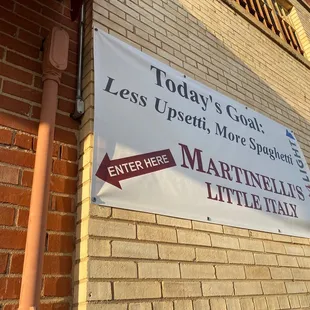 Today's Goal:
Less Upsetti, More Spaghetti
ENTER HERE
MARTINELLI'S
LITTLE ITALY